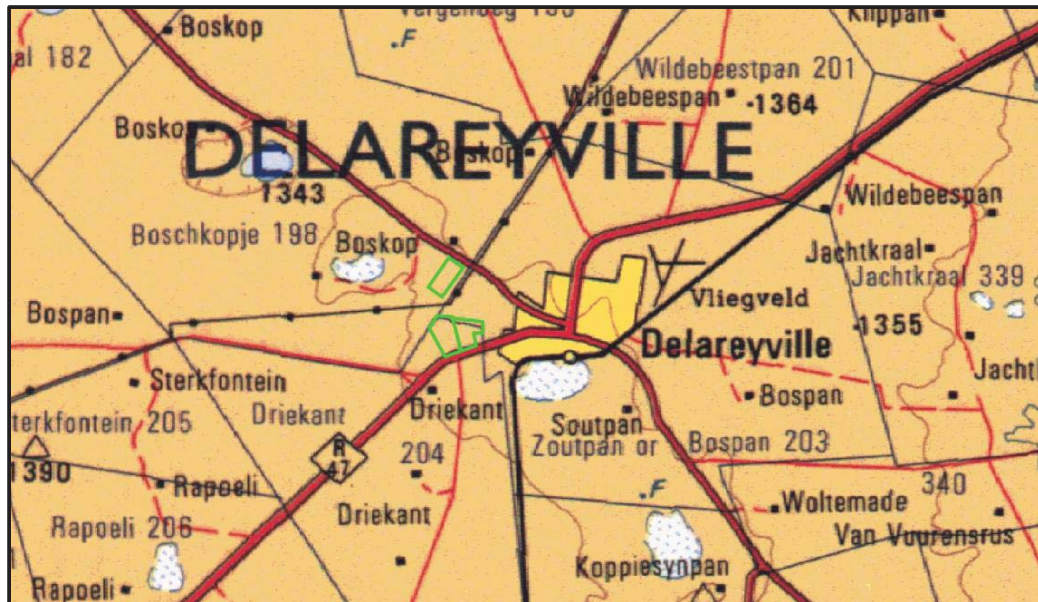 Boskop
Vergenoeg 195
Klippan
F
al 182
Wildebeestpan 201
Wildebeespan
1364
Boskop
DELAREYVILLE
Boskop
1343
Wildebeespan
Boschkopje 198
Boskop
Jachtkraal
Jachtkraal 339
Vliegveld
Bospan
1355
Delareyville
Sterkfontein
Jacht
Driekant
Driekant
Bospan
terkfontein 205
Soutpan
Zoutpan or
Bospan 203
R
47
204
1390
Rapoeli
F
340
Driekant
Woltemade
Rapoeli 206
Van Vuurensrus
Koppiesynpan
Rapoeli